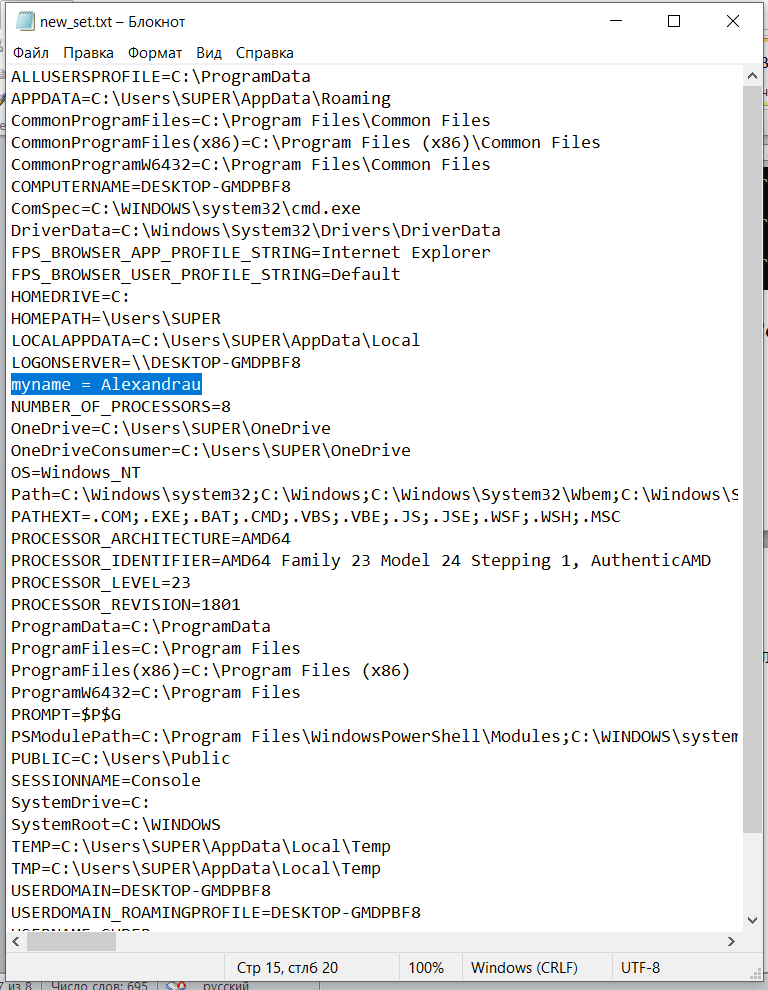 new_set.txt – Блокнот
Файл Правка Формат Вид Справка
ALLUSERSPROFILE=C:\ProgramData
APPDATA=C:\Users\SUPER\AppData\Roaming
CommonProgramFiles=C:\Program Files\Common Files
CommonProgramFiles(x86)=C:\Program Files (x86)\Common Files
CommonProgramW6432=C:\Program Files\Common Files
COMPUTERNAME=DESKTOP-GMDPBF8
ComSpec=C:\WINDOWS\system32\cmd.exe
DriverData=C:\Windows\System32\Drivers\DriverData
FPS_BROWSER_APP_PROFILE_STRING=Internet Explorer
FPS_BROWSER_USER_PROFILE_STRING=Default
HOMEDRIVE=C:
HOMEPATH=\Users\SUPER
LOCALAPPDATA=C:\Users\SUPER\AppData\Local
LOGONSERVER=\\DESKTOP-GMDPBF8
myname = Alexandrau
NUMBER_OF_PROCESSORS=8
OneDrive=C:\Users\SUPER\OneDrive
OneDriveConsumer=C:\Users\SUPER\OneDrive
OS=Windows_NT
Path=C:\Windows\system32;C:\Windows;C:\Windows\System32\Wbem;C:\Windows\S
PATHEXT=.COM;.EXE;.BAT;.CMD;.VBS;.VBE;.JS;.JSE;.WSF;.WSH;.MSC
PROCESSOR_ARCHITECTURE=AMD64
PROCESSOR_IDENTIFIER=AMD64 Family 23 Model 24 Stepping 1, AuthenticAMD
PROCESSOR_LEVEL=23
PROCESSOR_REVISION=1801
ProgramData=C:\ProgramData
ProgramFiles=C:\Program Files
ProgramFiles(x86)=C:\Program Files (x86)
ProgramW6432=C:\Program Files
PROMPT=$P$G
PSModulePath=C:\Program Files\WindowsPowerShell\Modules;C:\WINDOWS\system
PUBLIC=C:\Users\Public
SESSIONNAME=Console
SystemDrive=C:
SystemRoot=C:\WINDOWS
TEMP=C:\Users\SUPER\AppData\Local\Temp
TMP=C:\Users\SUPER\AppData\Local\Temp
USERDOMAIN=DESKTOP-GMDPBF8
USERDOMAIN_ROAMINGPROFILE=DESKTOP-GMDPBF8
USERNAME=SUPER
Стр 15, стлб 20 100% Windows (CRLF) UTF-8
из 8 Число слов: 695 русский